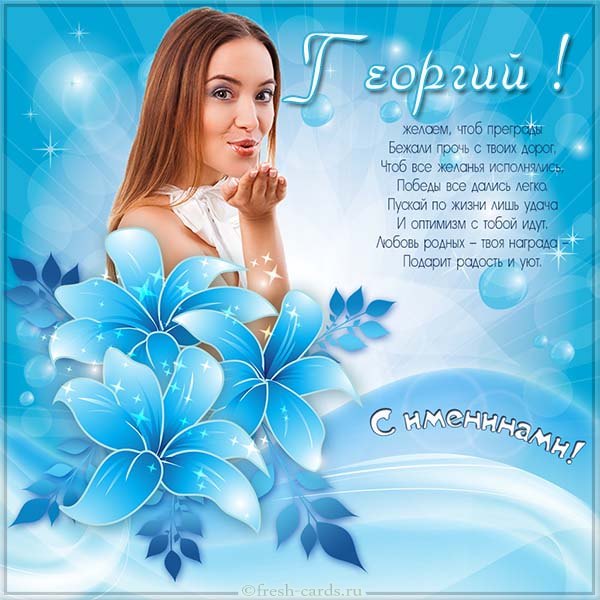 Георгий !
желаем, чтоб преграды
Бежали прочь с твоих дорог,
Чтоб все желанья исполнялись,
Победы все дались легко.
Пускай по жизни лишь удача
И оптимизм с тобой идут.
Любовь родных – твоя награда –
Подарит радость и уют.
С именинами!
©fresh-cards.ru